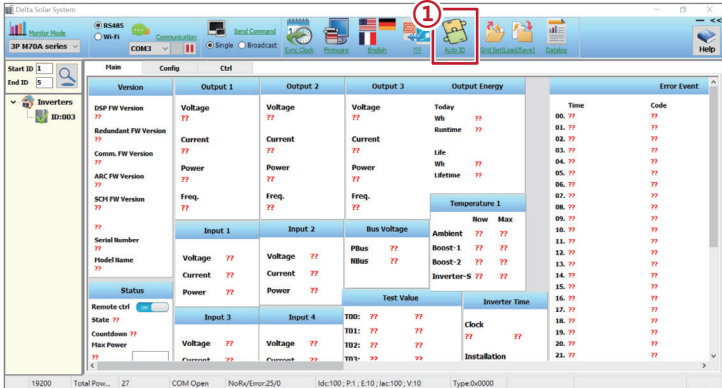 Delta Solar System
1
Monitor Mode
3P M70A series
RS485
Wi-Fi
Communication
COM3
Send Command
Single
Broadcast
Sync Clock
Firmware
English
???
Auto ID
Grid Set(Load/Save)
Datalog
Help
Start ID 1
End ID 5
Inverters
ID:003
Main
Config
Ctrl
Version
DSP FW Version
??
Redundant FW Version
??
Comm. FW Version
??
ARC FW Version
??
SCM FW Version
??
??
Serial Number
??
Model Name
??
Status
Remote ctrl ON
State ??
Countdown ??
Max Power
??
Output 1
Voltage
??
Current
??
Power
??
Freq.
??
Output 2
Voltage
??
Current
??
Power
??
Freq.
??
Output 3
Voltage
??
Current
??
Power
??
Freq.
??
Output Energy
Today
Wh ??
Runtime ??
Life
Wh ??
Lifetime ??
Input 1
Voltage ??
Current ??
Power ??
Input 2
Voltage ??
Current ??
Power ??
Bus Voltage
PBus ??
NBus ??
Temperature 1
Now Max
Ambient ?? ??
Boost-1 ?? ??
Boost-2 ?? ??
Inverter-S ?? ??
Input 3
Voltage ??
Current ??
Input 4
Voltage ??
Current ??
Test Value
T00: ?? ??
T01: ?? ??
T02: ?? ??
T03: ?? ??
Inverter Time
Clock
?? ??
Installation
Error Event
Time Code
00. ?? ??
01. ?? ??
02. ?? ??
03. ?? ??
04. ?? ??
05. ?? ??
06. ?? ??
07. ?? ??
08. ?? ??
09. ?? ??
10. ?? ??
11. ?? ??
12. ?? ??
13. ?? ??
14. ?? ??
15. ?? ??
16. ?? ??
17. ?? ??
18. ?? ??
19. ?? ??
20. ?? ??
21. ?? ??
19200
Total Pow...
27
COM Open
NoRx/Error:25/0
Idc:100 ; P:1 ; E:10 ; Iac:100 ; V:10
Type:0x0000